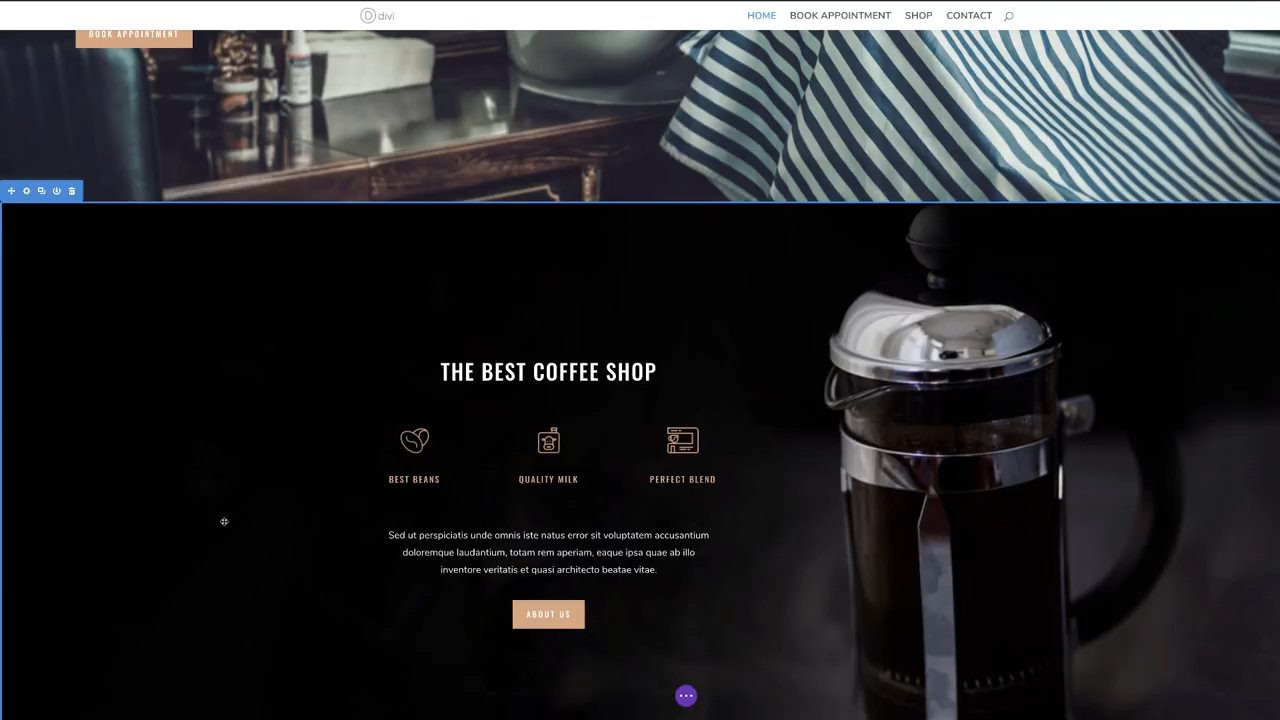 divi
HOME BOOK APPOINTMENT SHOP CONTACT
BOOK APPOINTMENT
THE BEST COFFEE SHOP
BEST BEANS QUALITY MILK PERFECT BLEND
Sed ut perspiciatis unde omnis iste natus error sit voluptatem accusantium
doloremque laudantium, totam rem aperiam, eaque ipsa quae ab illo
inventore veritatis et quasi architecto beatae vitae.
ABOUT US